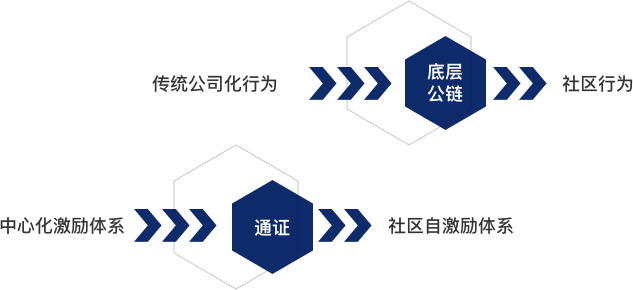 传统公司化行为
底层
公链
社区行为
中心化激励体系
通证
社区自激励体系